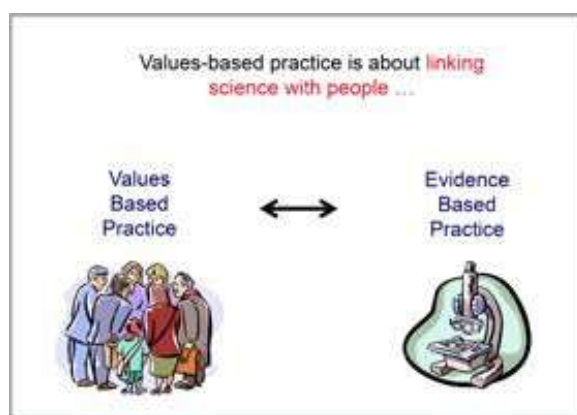 Values-based practice is about linking
science with people ...
Values
Based
Practice
Evidence
Based
Practice